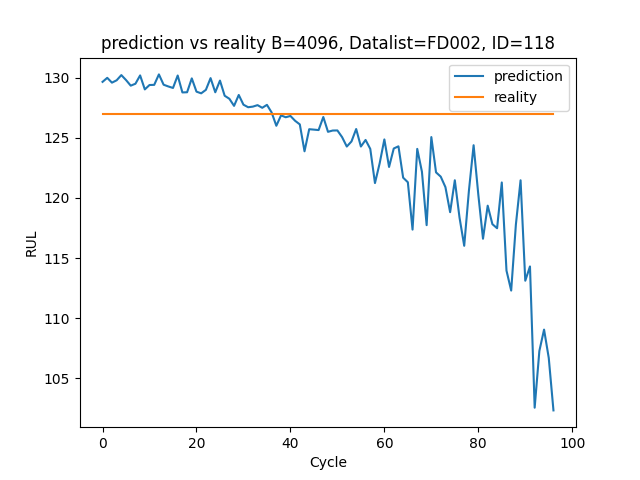 prediction vs reality B=4096, Datalist=FD002, ID=118
prediction
reality
130
125
120
115
110
105
RUL
0
20
40
60
80
100
Cycle